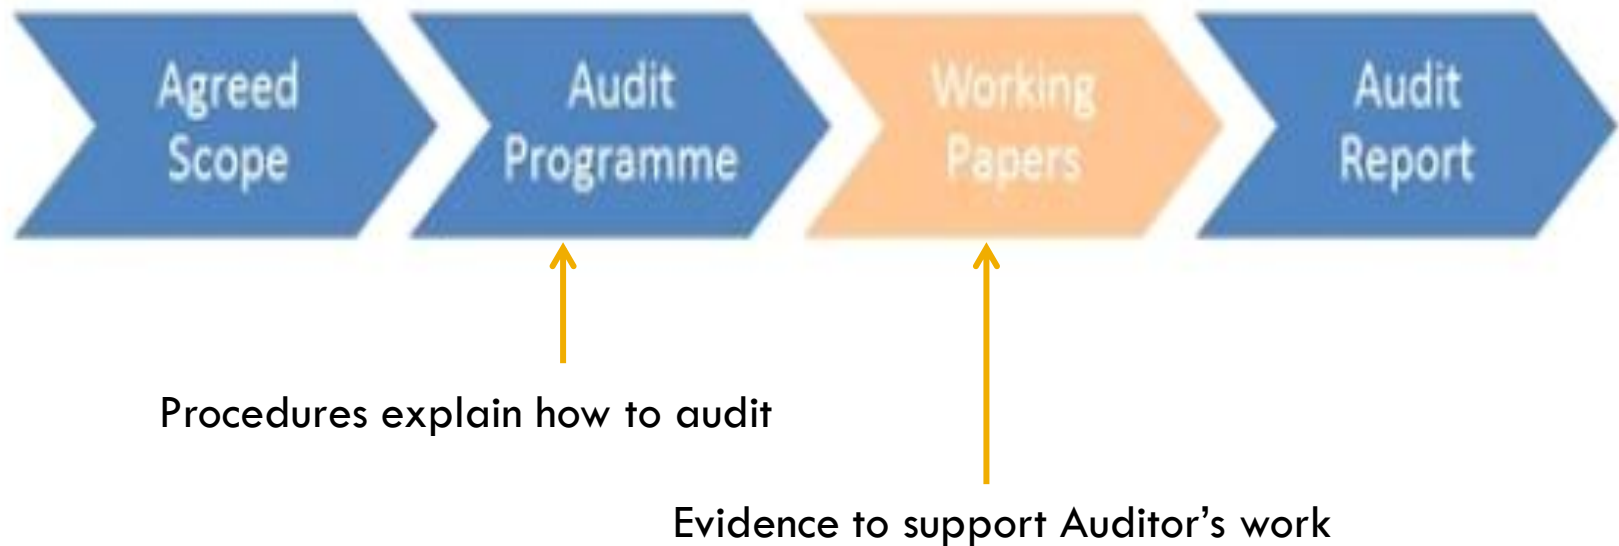 Agreed
Scope
Audit
Programme
Working
Papers
Audit
Report
Procedures explain how to audit
Evidence to support Auditor’s work